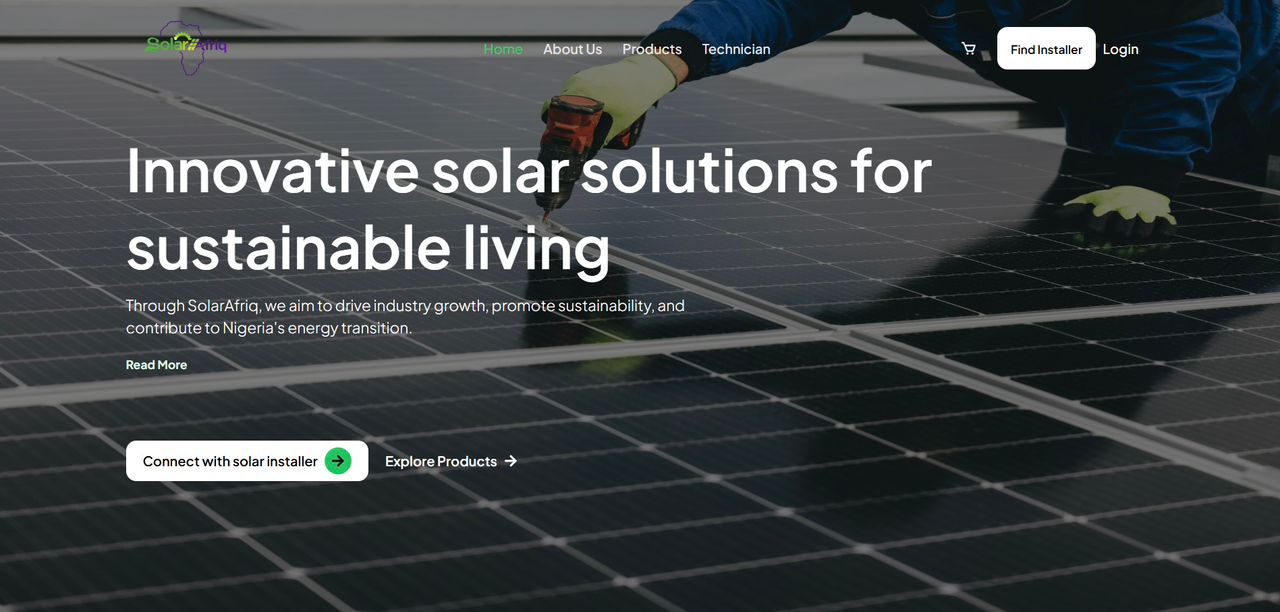 SolarAfriq
Home About Us Products Technician
Find Installer Login
Innovative solar solutions for
sustainable living
Through SolarAfriq, we aim to drive industry growth, promote sustainability, and
contribute to Nigeria's energy transition.
Read More
Connect with solar installer
Explore Products